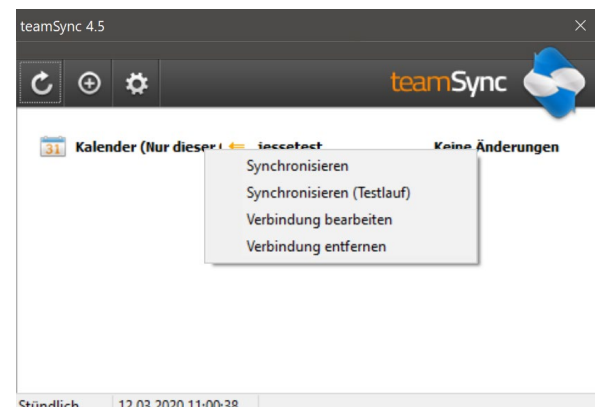 teamSync 4.5
teamSync
31 Kalender (Nur dieser jessetest Keine Änderungen
Synchronisieren
Synchronisieren (Testlauf)
Verbindung bearbeiten
Verbindung entfernen
Stündlich 12.03.2020 11:00:38